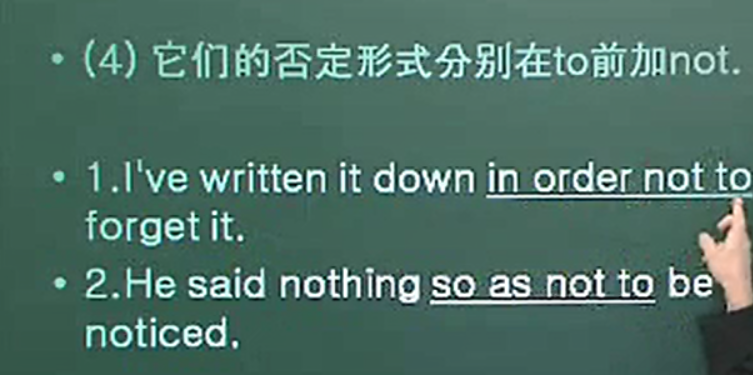 • (4) 它们的否定形式分别在to前加not.
• 1.I've written it down in order not to
forget it.
• 2.He said nothing so as not to be
noticed.